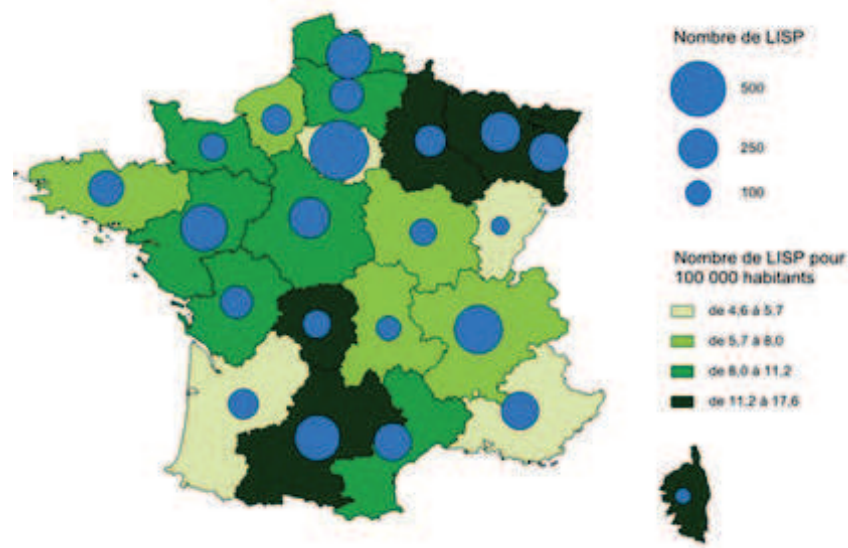 Nombre de LISP
500
250
100
Nombre de LISP pour
100 000 habitants
de 4,6 à 5,7
de 5,7 à 8,0
de 8,0 à 11,2
de 11,2 à 17,6